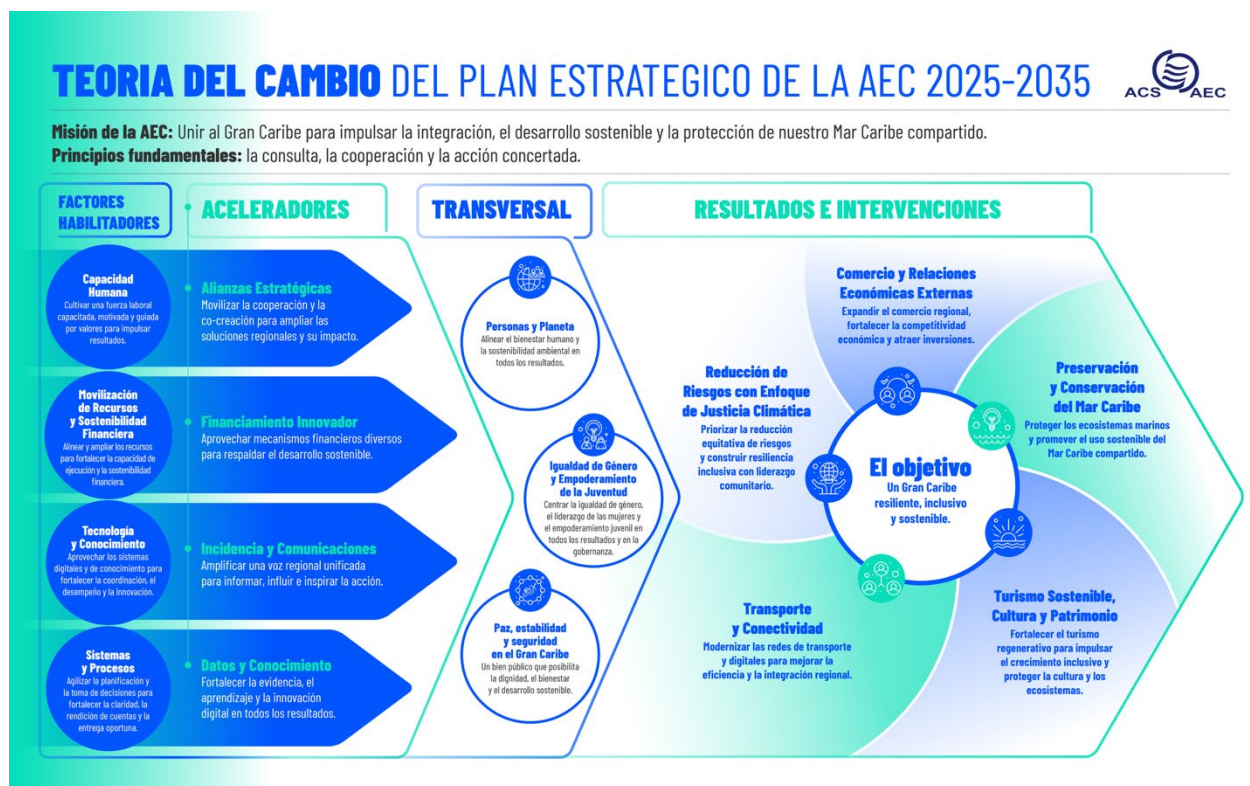 TEORIA DEL CAMBIO DEL PLAN ESTRATEGICO DE LA AEC 2025-2035
ACS AEC
Misión de la AEC: Unir al Gran Caribe para impulsar la integración, el desarrollo sostenible y la protección de nuestro Mar Caribe compartido.
Principios fundamentales: la consulta, la cooperación y la acción concertada.
FACTORES
HABILITADORES
Capacidad
Humana
Cultivar una fuerza laboral
capacitada, motivada y guiada
por valores para impulsar
resultados.
Movilización
de Recursos
y Sostenibilidad
Financiera
Alinear y ampliar los recursos
para fortalecer la capacidad de
ejecución y la sostenibilidad
financiera.
Tecnología
y Conocimiento
Aprovechar los sistemas
digitales y de conocimiento para
fortalecer la coordinación, el
desempeño y la innovación.
Sistemas
y Procesos
Agilizar la planificación y
la toma de decisiones para
fortalecer la claridad, la
rendición de cuentas y la
entrega oportuna.
ACELERADORES
Alianzas Estratégicas
Movilizar la cooperación y la
co-creación para ampliar las
soluciones regionales y su impacto.
Financiamiento Innovador
Aprovechar mecanismos financieros diversos
para respaldar el desarrollo sostenible.
Incidencia y Comunicaciones
Amplificar una voz regional unificada
para informar, influir e inspirar la acción.
Datos y Conocimiento
Fortalecer la evidencia, el
aprendizaje y la innovación
digital en todos los resultados.
TRANSVERSAL
Personas y Planeta
Alinear el bienestar humano y
la sostenibilidad ambiental en
todos los resultados.
Igualdad de Género
y Empoderamiento
de la Juventud
Centrar la igualdad de género,
el liderazgo de las mujeres y
el empoderamiento juvenil en
todos los resultados y en la
gobernanza.
Paz, estabilidad
y seguridad
en el Gran Caribe
Un bien público que posibilita
la dignidad, el bienestar
y el desarrollo sostenible.
RESULTADOS E INTERVENCIONES
Comercio y Relaciones
Económicas Externas
Expandir el comercio regional,
fortalecer la competitividad
económica y atraer inversiones.
Preservación
y Conservación
del Mar Caribe
Proteger los ecosistemas marinos
y promover el uso sostenible del
Mar Caribe compartido.
Reducción de
Riesgos con Enfoque
de Justicia Climática
Priorizar la reducción
equitativa de riesgos
y construir resiliencia
inclusiva con liderazgo
comunitario.
El objetivo
Un Gran Caribe
resiliente, inclusivo
y sostenible.
Transporte
y Conectividad
Modernizar las redes de transporte
y digitales para mejorar la
eficiencia y la integración regional.
Turismo Sostenible,
Cultura y Patrimonio
Fortalecer el turismo
regenerativo para impulsar
el crecimiento inclusivo y
proteger la cultura y los
ecosistemas.